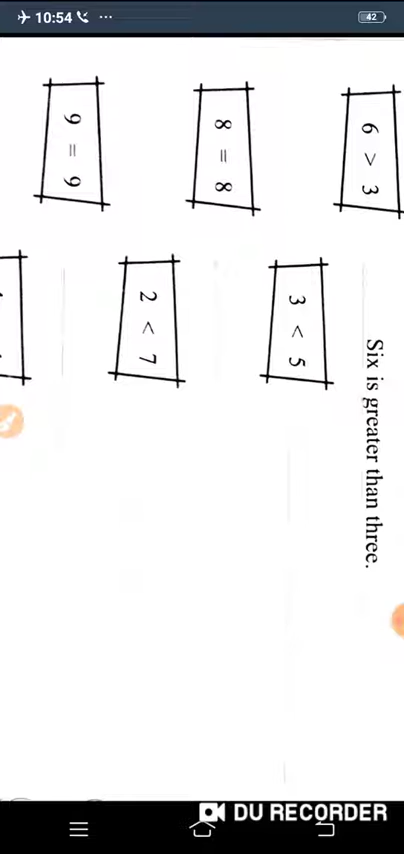 10:54
42
6 > 3
Six is greater than three.
3 < 5
8 = 8
2 < 7
9 = 9
DU RECORDER